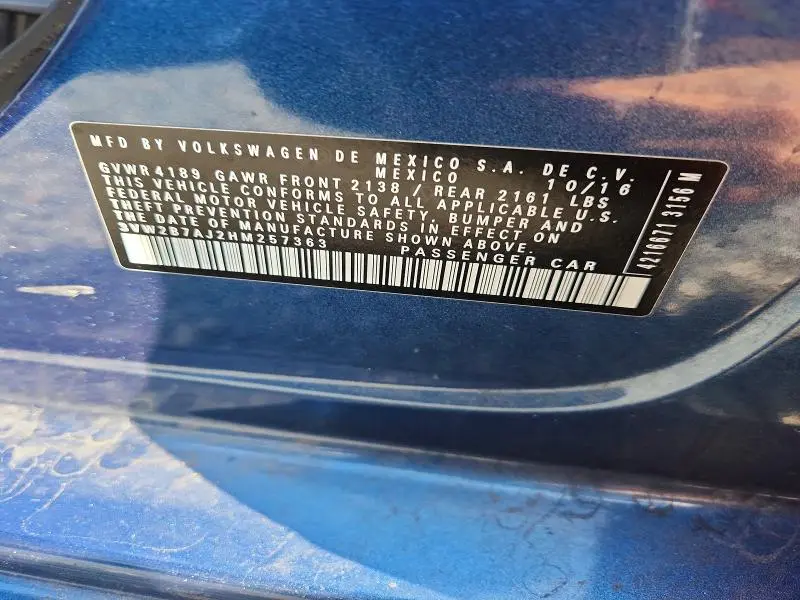 MFD BY VOLKSWAGEN DE MEXICO S.A. DE C.V.
MEXICO 10/16
GVWR4189 GAWR FRONT 2138 / REAR 2161 LBS
THIS VEHICLE CONFORMS TO ALL APPLICABLE U.S.
FEDERAL MOTOR VEHICLE SAFETY, BUMPER AND
THEFT PREVENTION STANDARDS IN EFFECT ON
THE DATE OF MANUFACTURE SHOWN ABOVE.
3VW2B7AJ2HM257363 PASSENGER CAR
4216671 3156 M